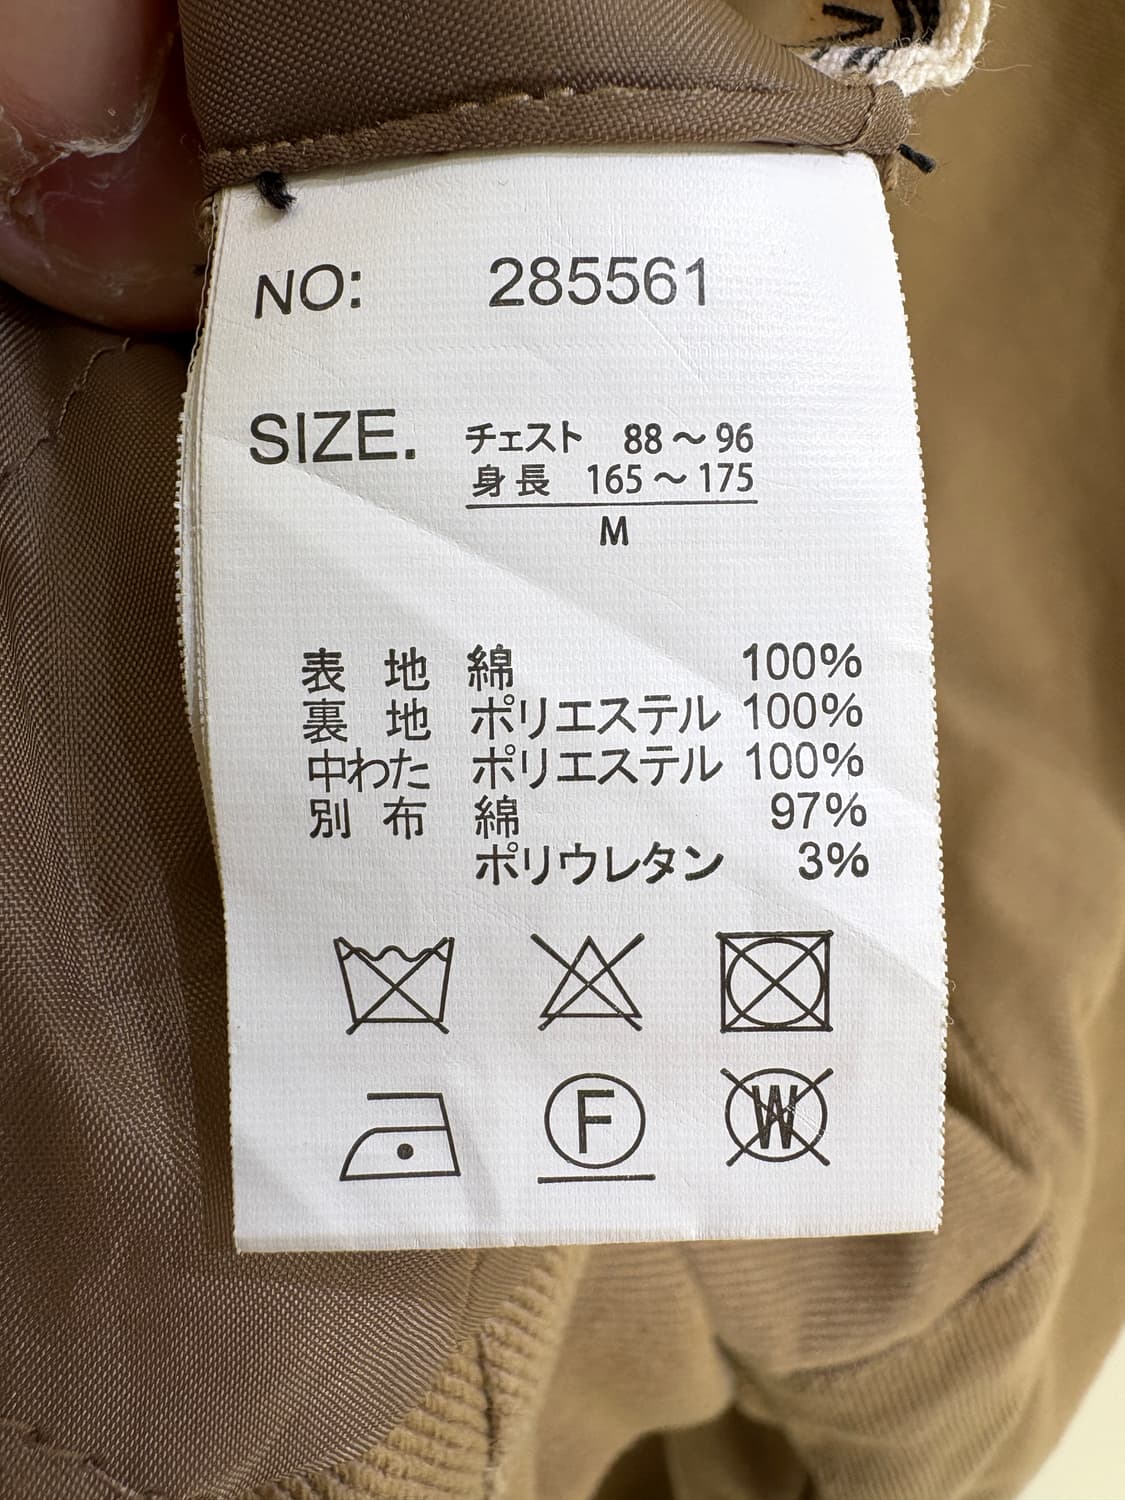 NO: 285561
SIZE. チェスト 88～96
身長 165～175
M
表 地 綿 100%
裏 地 ポリエステル 100%
中わた ポリエステル 100%
別 布 綿 97%
ポリウレタン 3%
F W